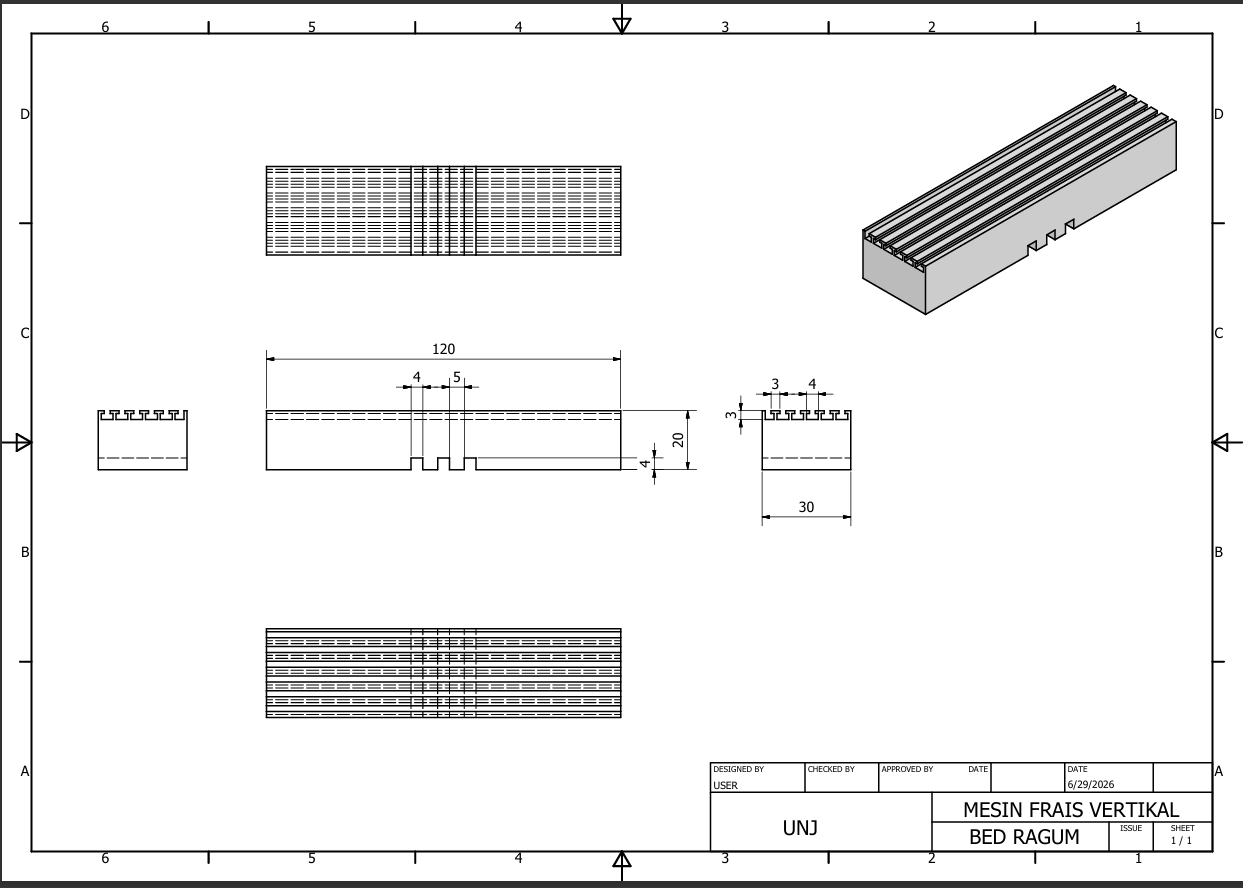 6 5 4 3 2 1
D D
120
4 5
3 4
3
20
4
30
C C
B B
A A
DESIGNED BY CHECKED BY APPROVED BY DATE DATE
USER 6/29/2026
UNJ
MESIN FRAIS VERTIKAL
BED RAGUM
ISSUE SHEET
1 / 1
6 5 4 3 2 1